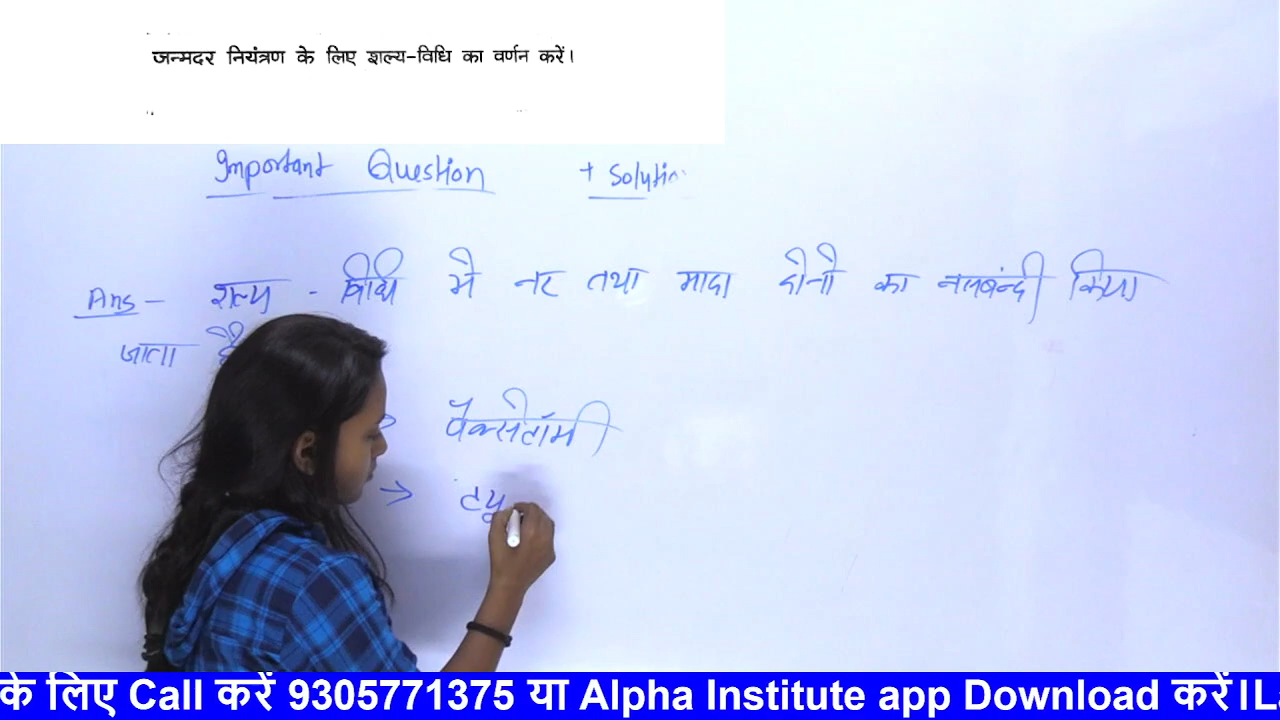 जन्मदर नियंत्रण के लिए शल्य-विधि का वर्णन करें।
Important Question + Solution
Ans - शल्य - विधि मे नर तथा मादा दोनो का नलबंन्दी किया
जाता है
वैक्सेटॉमी
→ टयू
के लिए Call करें 9305771375 या Alpha Institute app Download करें।L